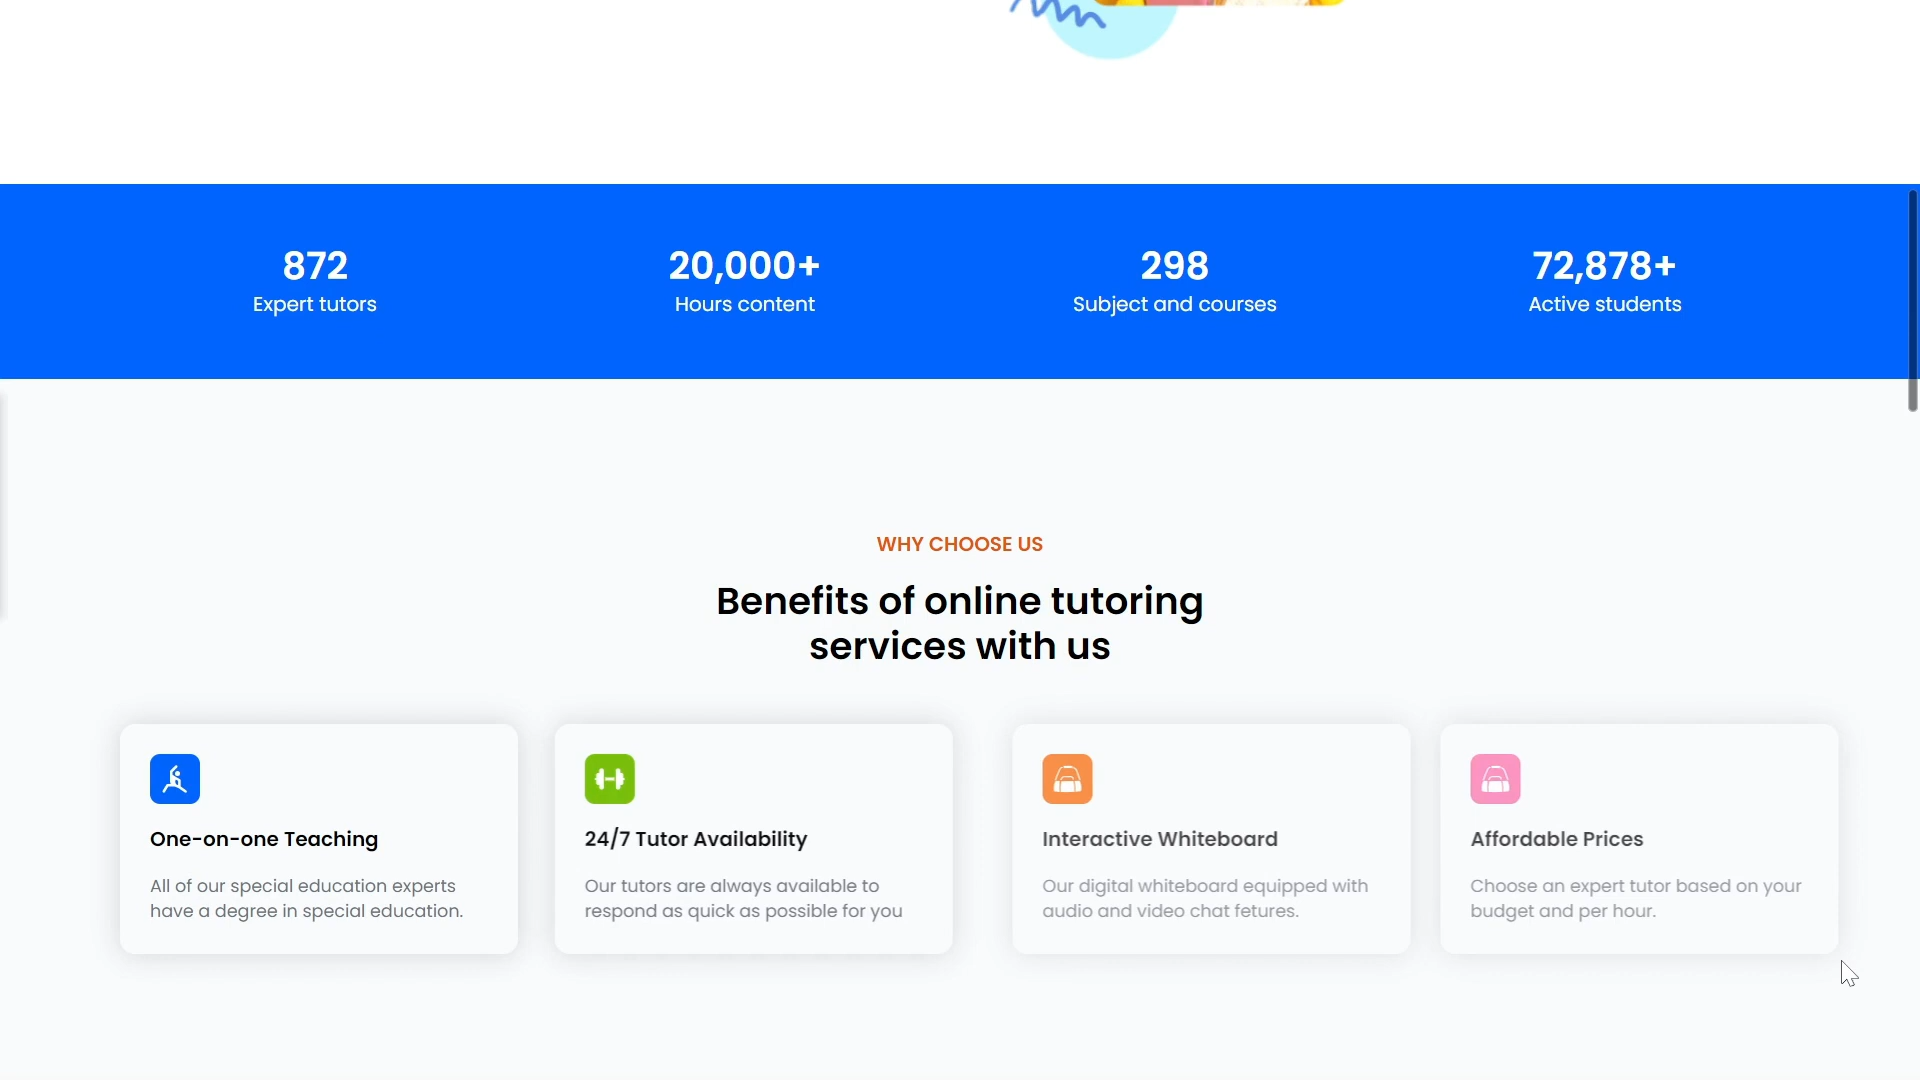 872
Expert tutors
20,000+
Hours content
298
Subject and courses
72,878+
Active students
WHY CHOOSE US
Benefits of online tutoring
services with us
One-on-one Teaching
All of our special education experts
have a degree in special education.
24/7 Tutor Availability
Our tutors are always available to
respond as quick as possible for you
Interactive Whiteboard
Our digital whiteboard equipped with
audio and video chat fetures.
Affordable Prices
Choose an expert tutor based on your
budget and per hour.